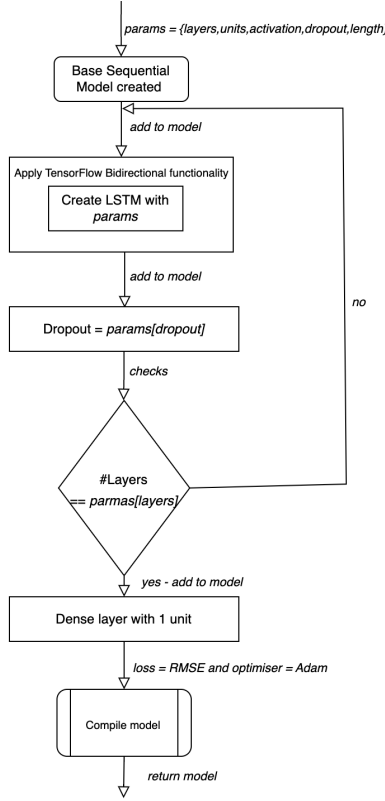 params = {layers,units,activation,dropout,length}
Base Sequential
Model created
add to model
Apply TensorFlow Bidirectional functionality
Create LSTM with
params
add to model
Dropout = params[dropout]
checks
no
#Layers
== parmas[layers]
yes - add to model
Dense layer with 1 unit
loss = RMSE and optimiser = Adam
Compile model
return model